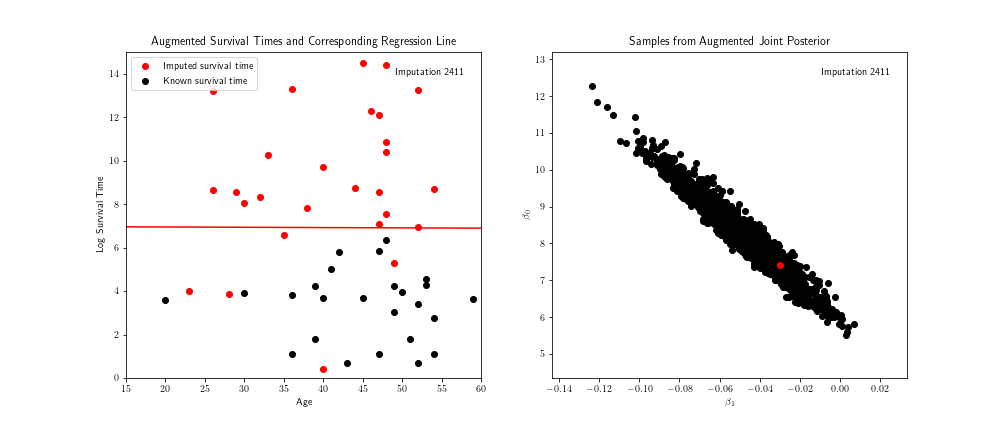 Augmented Survival Times and Corresponding Regression Line
Imputed survival time
Known survival time
Imputation 2411
14
12
10
8
6
4
2
0
Log Survival Time
15 20 25 30 35 40 45 50 55 60
Age
Samples from Augmented Joint Posterior
Imputation 2411
13
12
11
10
9
8
7
6
5
β0
−0.14 −0.12 −0.10 −0.08 −0.06 −0.04 −0.02 0.00 0.02
β1